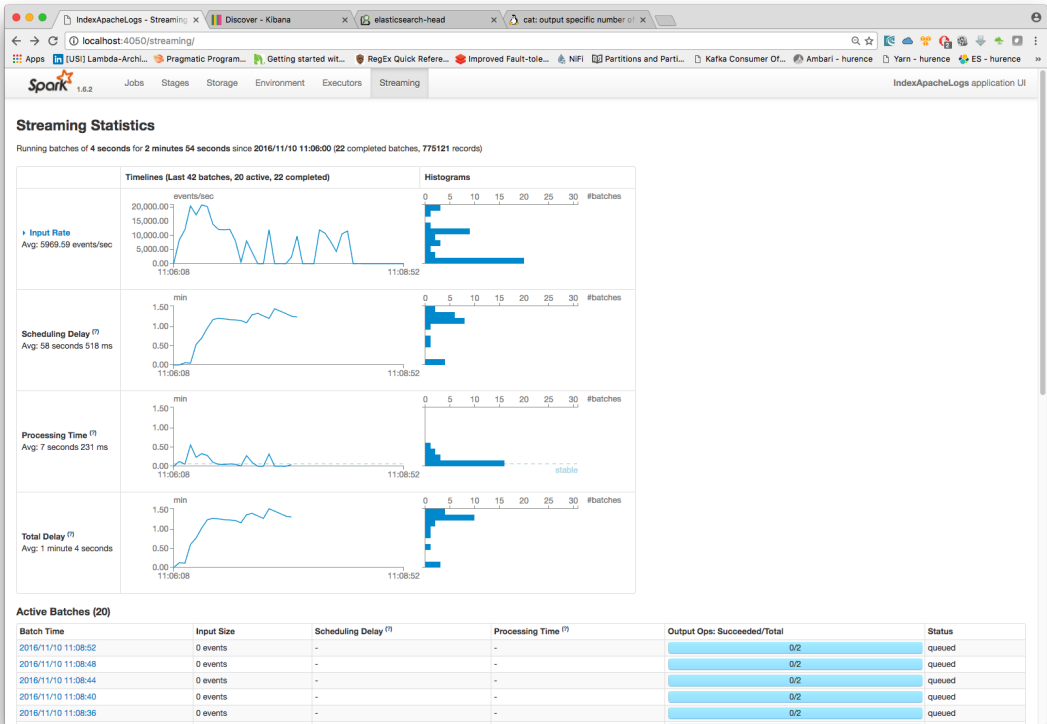 IndexApacheLogs - Streaming
Discover - Kibana
elasticsearch-head
cat: output specific number of
localhost:4050/streaming/
Apps
[USI] Lambda-Archi...
Pragmatic Program...
Getting started wit...
RegEx Quick Refere...
Improved Fault-tole...
NiFi
Partitions and Parti...
Kafka Consumer Of...
Ambari - hurence
Yarn - hurence
ES - hurence
»
Spark 1.6.2
Jobs
Stages
Storage
Environment
Executors
Streaming
IndexApacheLogs application UI
Streaming Statistics
Running batches of 4 seconds for 2 minutes 54 seconds since 2016/11/10 11:06:00 (22 completed batches, 775121 records)
Timelines (Last 42 batches, 20 active, 22 completed)
Histograms
Input Rate
Avg: 5969.59 events/sec
events/sec
20,000.00
15,000.00
10,000.00
5,000.00
0.00
11:06:08
11:08:52
0 5 10 15 20 25 30 #batches
Scheduling Delay (?)
Avg: 58 seconds 518 ms
min
1.50
1.00
0.50
0.00
11:06:08
11:08:52
0 5 10 15 20 25 30 #batches
Processing Time (?)
Avg: 7 seconds 231 ms
min
1.50
1.00
0.50
0.00
11:06:08
11:08:52
0 5 10 15 20 25 30 #batches
stable
Total Delay (?)
Avg: 1 minute 4 seconds
min
1.50
1.00
0.50
0.00
11:06:08
11:08:52
0 5 10 15 20 25 30 #batches
Active Batches (20)
Batch Time Input Size Scheduling Delay (?) Processing Time (?) Output Ops: Succeeded/Total Status
2016/11/10 11:08:52 0 events - - 0/2 queued
2016/11/10 11:08:48 0 events - - 0/2 queued
2016/11/10 11:08:44 0 events - - 0/2 queued
2016/11/10 11:08:40 0 events - - 0/2 queued
2016/11/10 11:08:36 0 events - - 0/2 queued